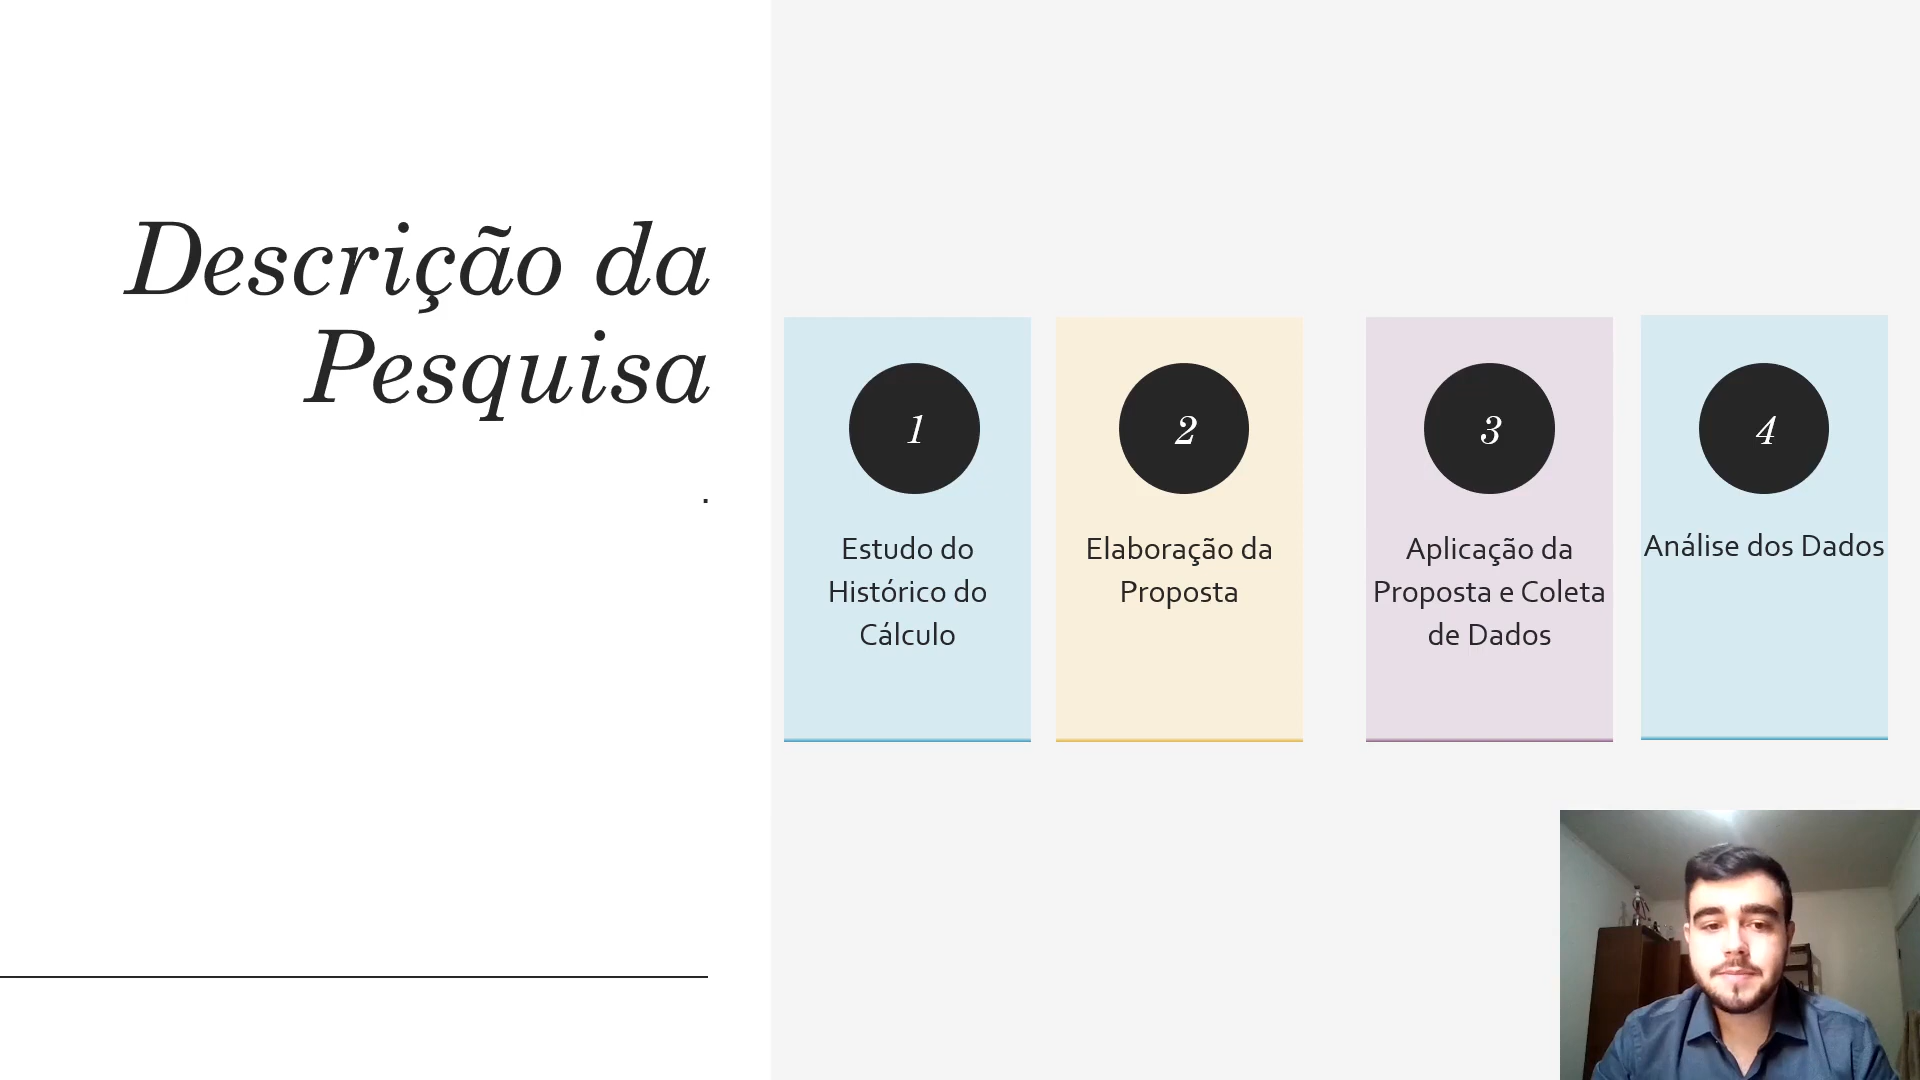 Descrição da
Pesquisa
.
1
Estudo do
Histórico do
Cálculo
2
Elaboração da
Proposta
3
Aplicação da
Proposta e Coleta
de Dados
4
Análise dos Dados